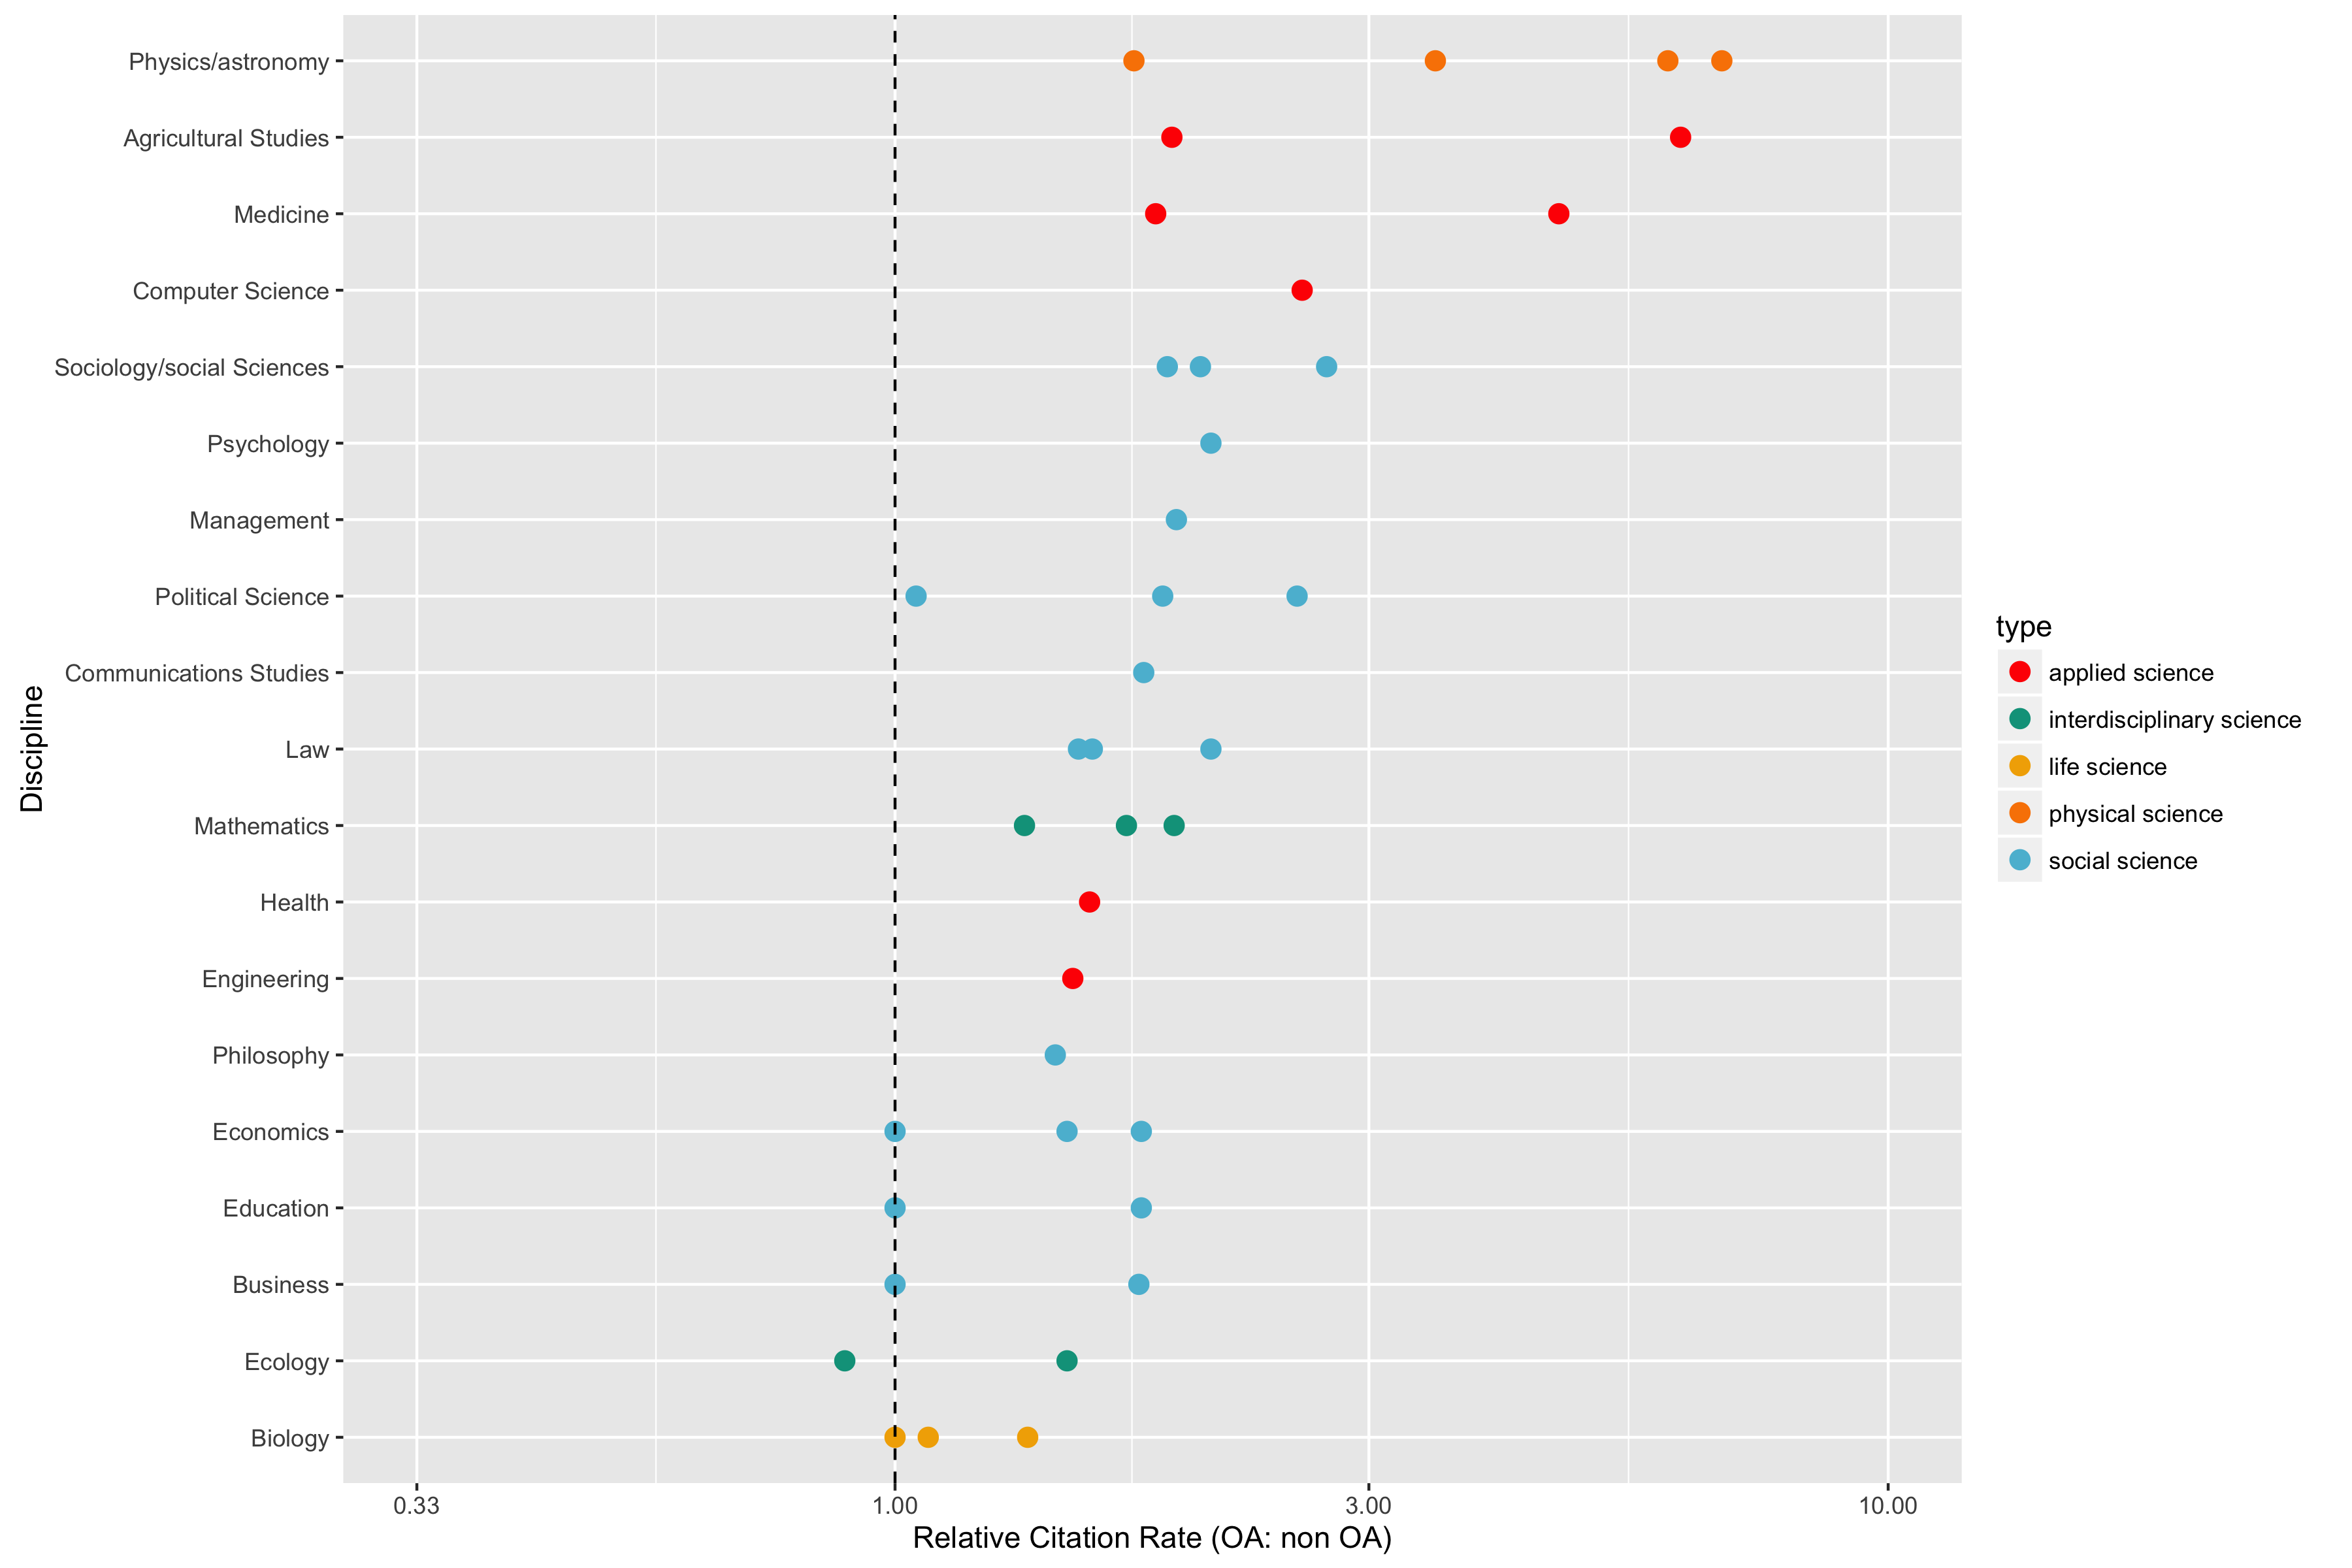 Physics/astronomy
Agricultural Studies
Medicine
Computer Science
Sociology/social Sciences
Psychology
Management
Political Science
Communications Studies
Law
Mathematics
Health
Engineering
Philosophy
Economics
Education
Business
Ecology
Biology
Discipline
0.33 1.00 3.00 10.00
Relative Citation Rate (OA: non OA)
type
applied science
interdisciplinary science
life science
physical science
social science